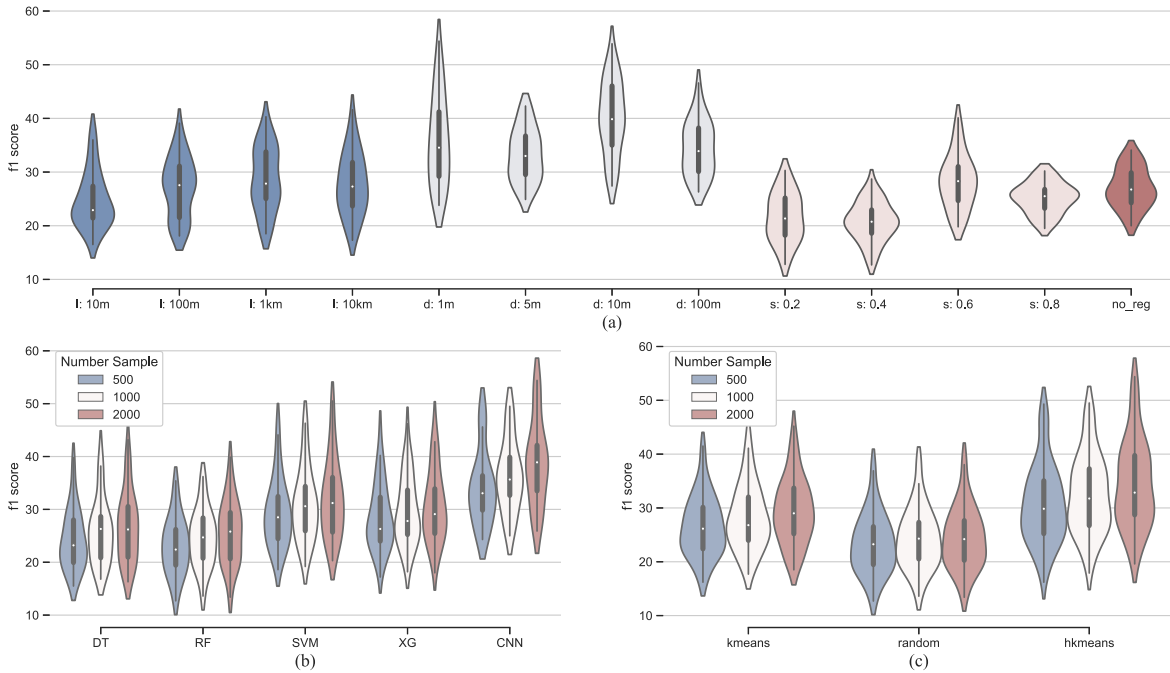 60
50
40
30
20
10
f1 score
l: 10m
l: 100m
l: 1km
l: 10km
d: 1m
d: 5m
d: 10m
d: 100m
s: 0.2
s: 0.4
s: 0.6
s: 0.8
no_reg
(a)
60
50
40
30
20
10
f1 score
Number Sample
500
1000
2000
DT
RF
SVM
XG
CNN
(b)
60
50
40
30
20
10
f1 score
Number Sample
500
1000
2000
kmeans
random
hkmeans
(c)